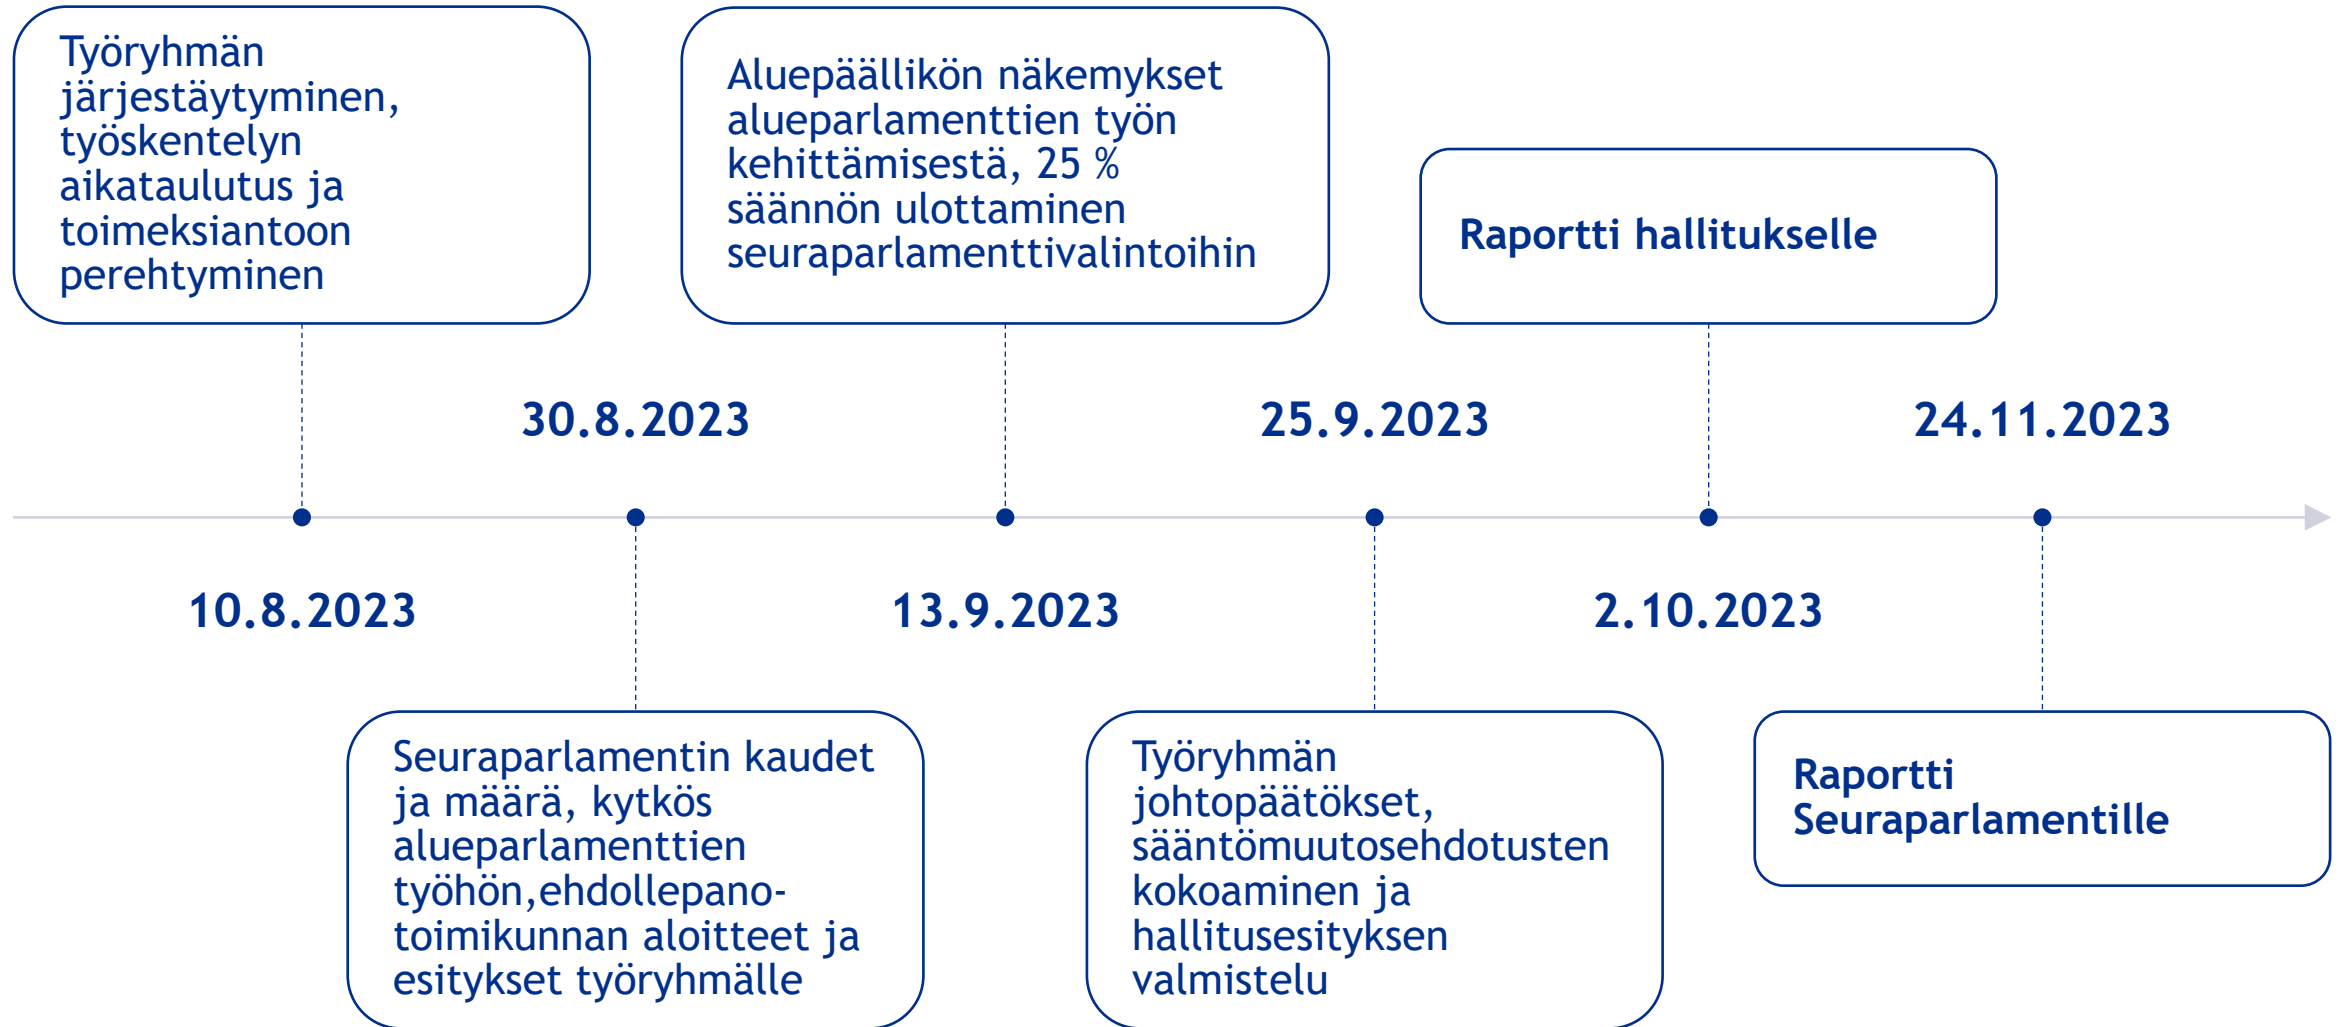 Työryhmän
järjestäytyminen,
työskentelyn
aikataulutus ja
toimeksiantoon
perehtyminen
10.8.2023
30.8.2023
Seuraparlamentin kaudet
ja määrä, kytkös
alueparlamenttien
työhön,ehdollepano-
toimikunnan aloitteet ja
esitykset työryhmälle
Aluepäällikön näkemykset
alueparlamenttien työn
kehittämisestä, 25 %
säännön ulottaminen
seuraparlamenttivalintoihin
13.9.2023
25.9.2023
Työryhmän
johtopäätökset,
sääntömuutosehdotusten
kokoaminen ja
hallitusesityksen
valmistelu
Raportti hallitukselle
2.10.2023
24.11.2023
Raportti
Seuraparlamentille